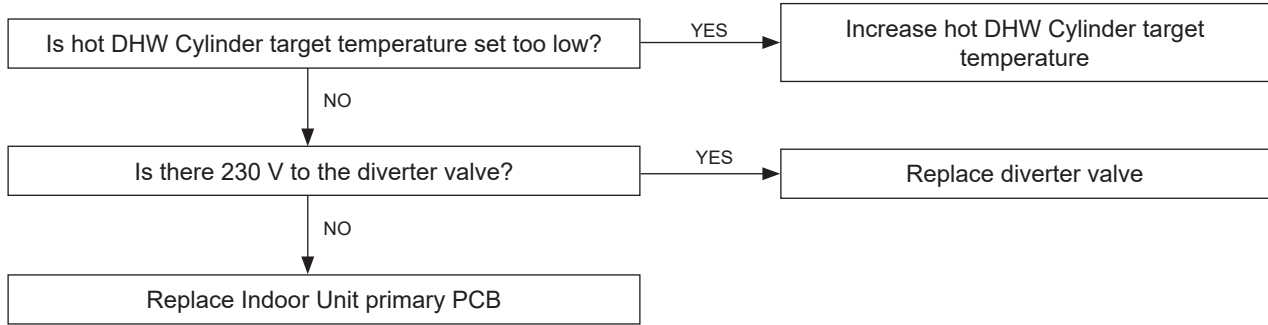 Is hot DHW Cylinder target temperature set too low?
YES
Increase hot DHW Cylinder target
temperature
NO
Is there 230 V to the diverter valve?
YES
Replace diverter valve
NO
Replace Indoor Unit primary PCB